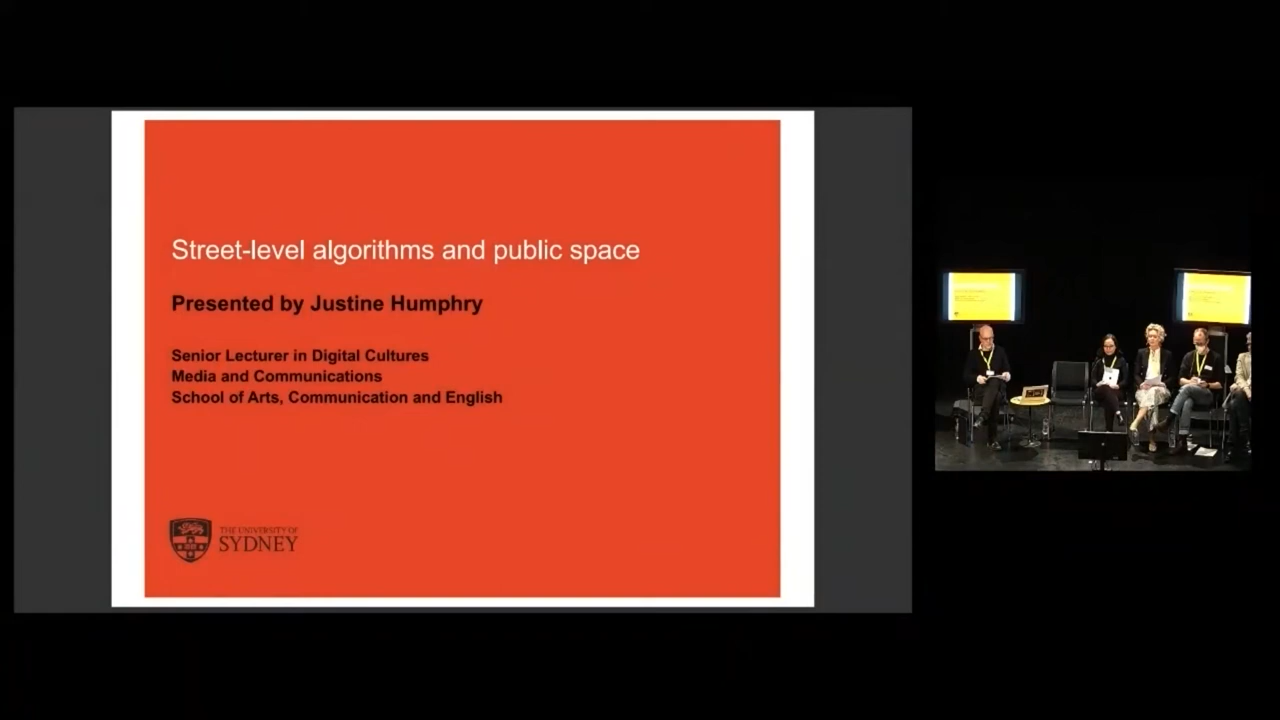 Street-level algorithms and public space
Presented by Justine Humphry
Senior Lecturer in Digital Cultures
Media and Communications
School of Arts, Communication and English
THE UNIVERSITY OF
SYDNEY